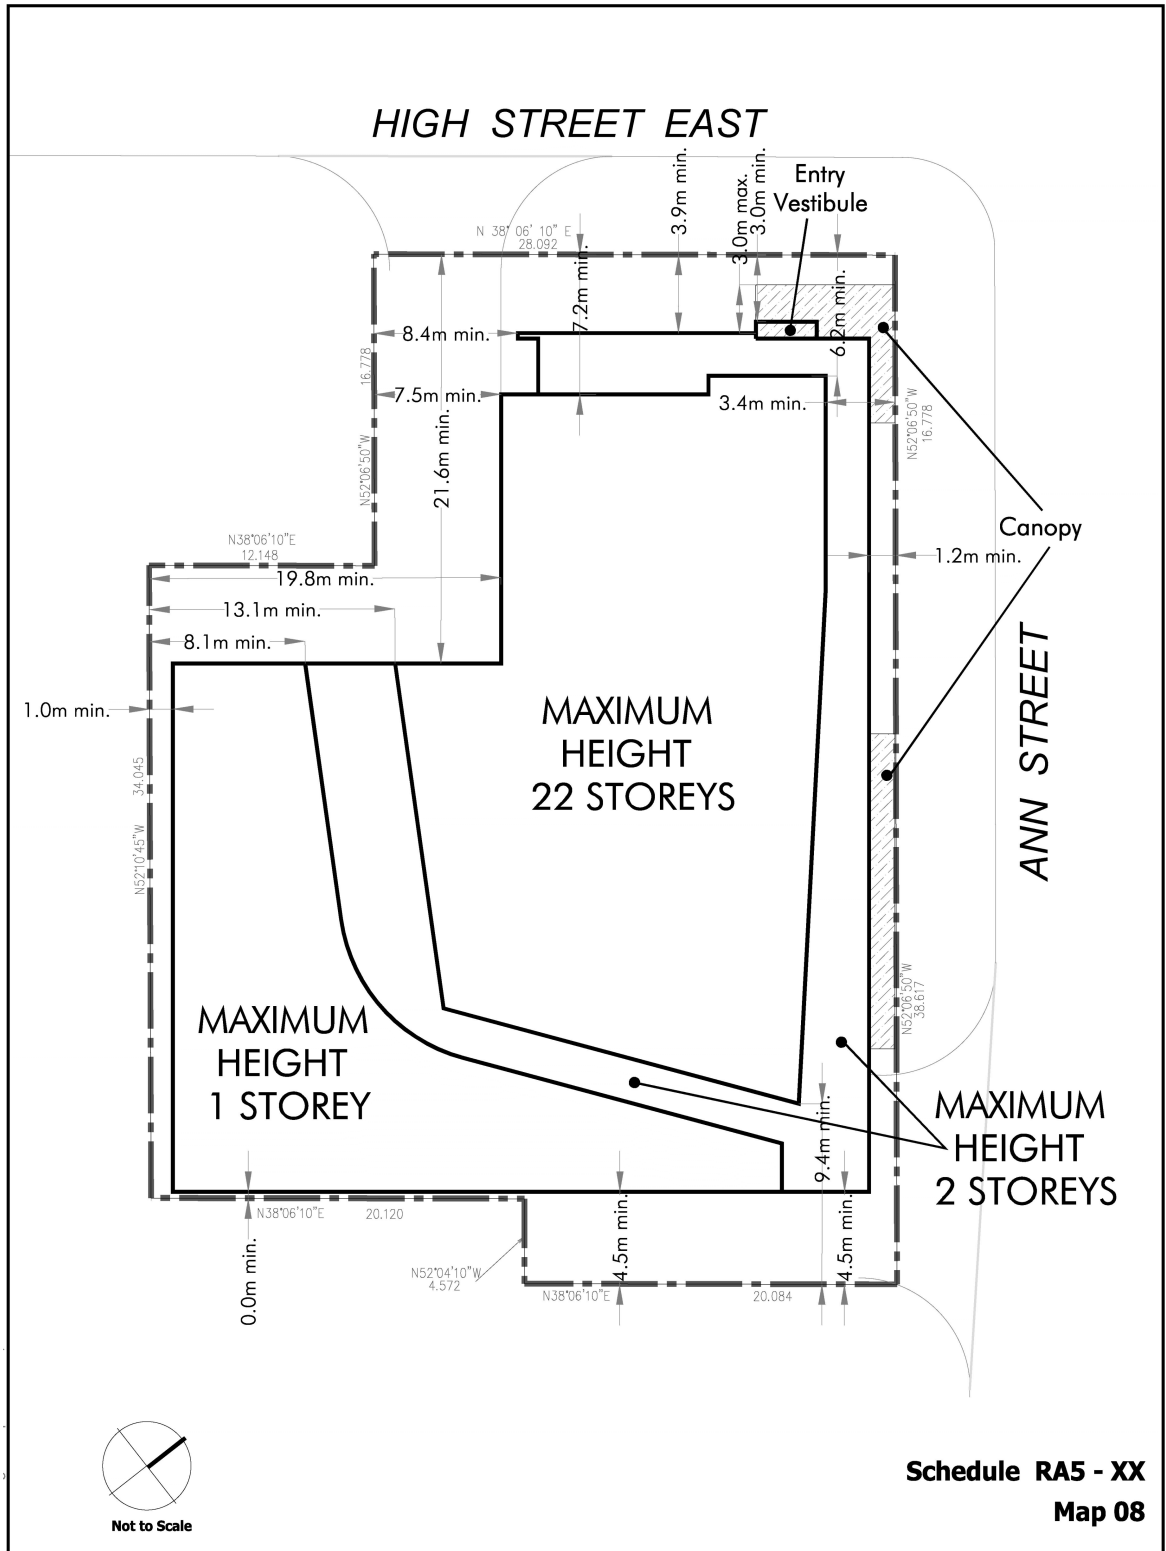 HIGH STREET EAST
3.9m min.
3.0m max.
3.0m min.
Entry
Vestibule
N 38° 06' 10" E
28.092
7.2m min.
6.2m min.
8.4m min.
16.778
N52°06'50"W
7.5m min.
3.4m min.
21.6m min.
N52°06'50"W
16.778
Canopy
N38°06'10"E
12.148
19.8m min.
1.2m min.
13.1m min.
8.1m min.
ANN STREET
1.0m min.
MAXIMUM
HEIGHT
22 STOREYS
34.045
N52°10'45"W
N52°06'50"W
38.617
MAXIMUM
HEIGHT
1 STOREY
MAXIMUM
HEIGHT
2 STOREYS
9.4m min.
N38°06'10"E
20.120
0.0m min.
4.5m min.
4.5m min.
N52°04'10"W
4.572
N38°06'10"E
20.084
Schedule RA5 - XX
Map 08
Not to Scale